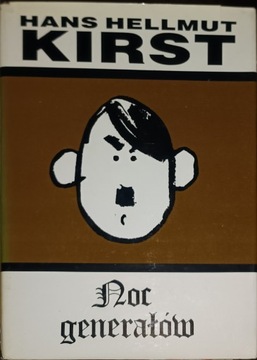 HANS HELLMUT
KIRST
Noc
generałów